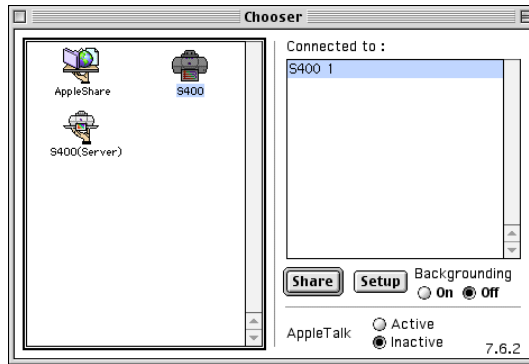 Chooser
AppleShare
S400
S400(Server)
Connected to :
S400 1
Share
Setup
Backgrounding
On
Off
AppleTalk
Active
Inactive
7.6.2